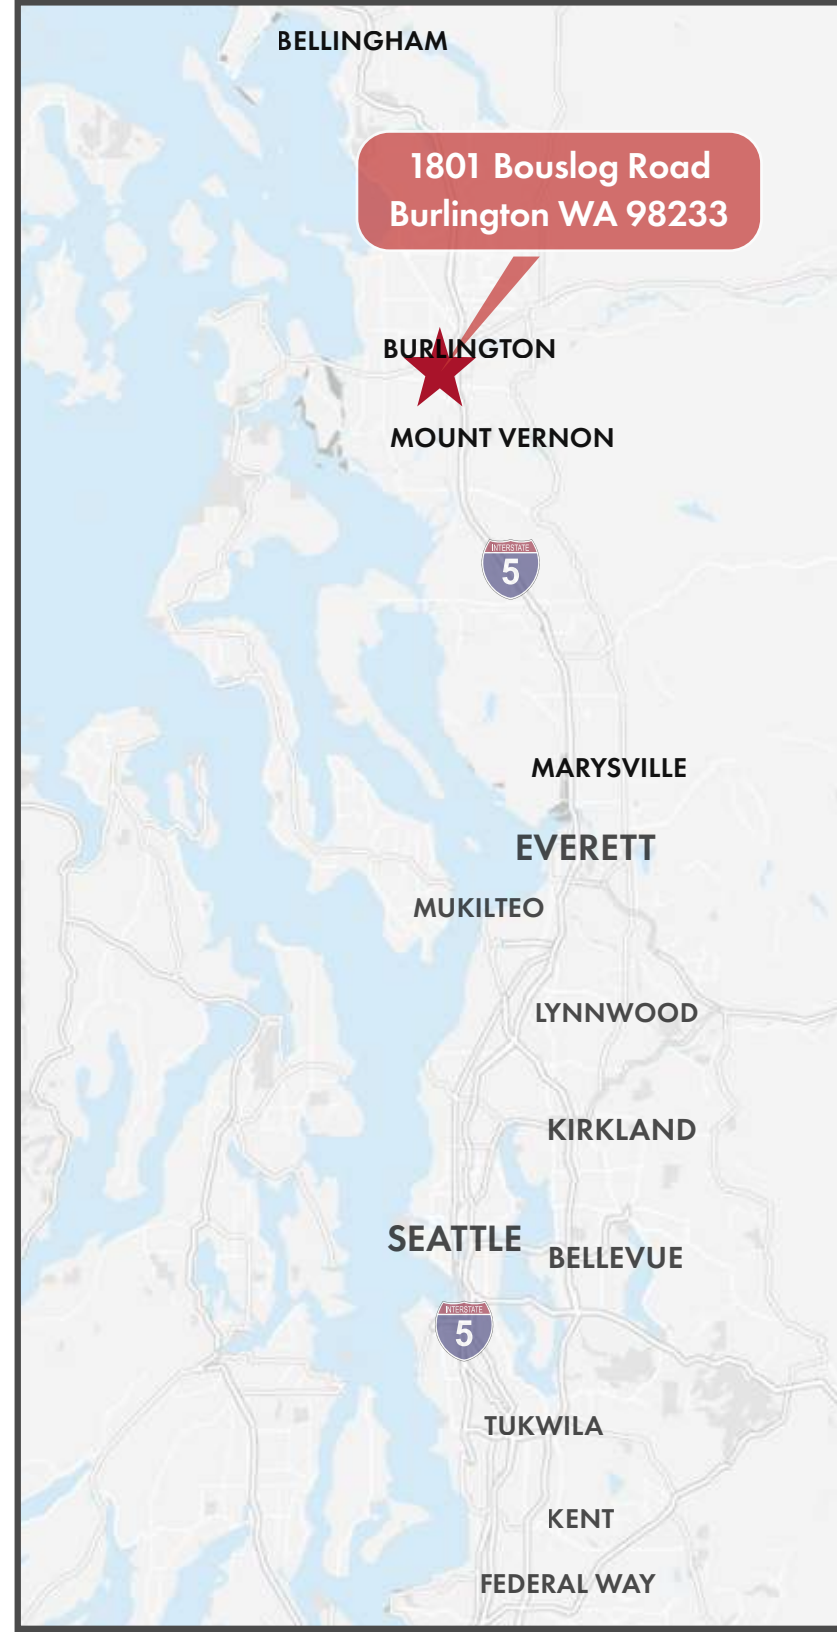 BELLINGHAM
1801 Bouslog Road
Burlington WA 98233
BURLINGTON
MOUNT VERNON
INTERSTATE
5
MARYSVILLE
EVERETT
MUKILTEO
LYNNWOOD
KIRKLAND
SEATTLE
BELLEVUE
INTERSTATE
5
TUKWILA
KENT
FEDERAL WAY